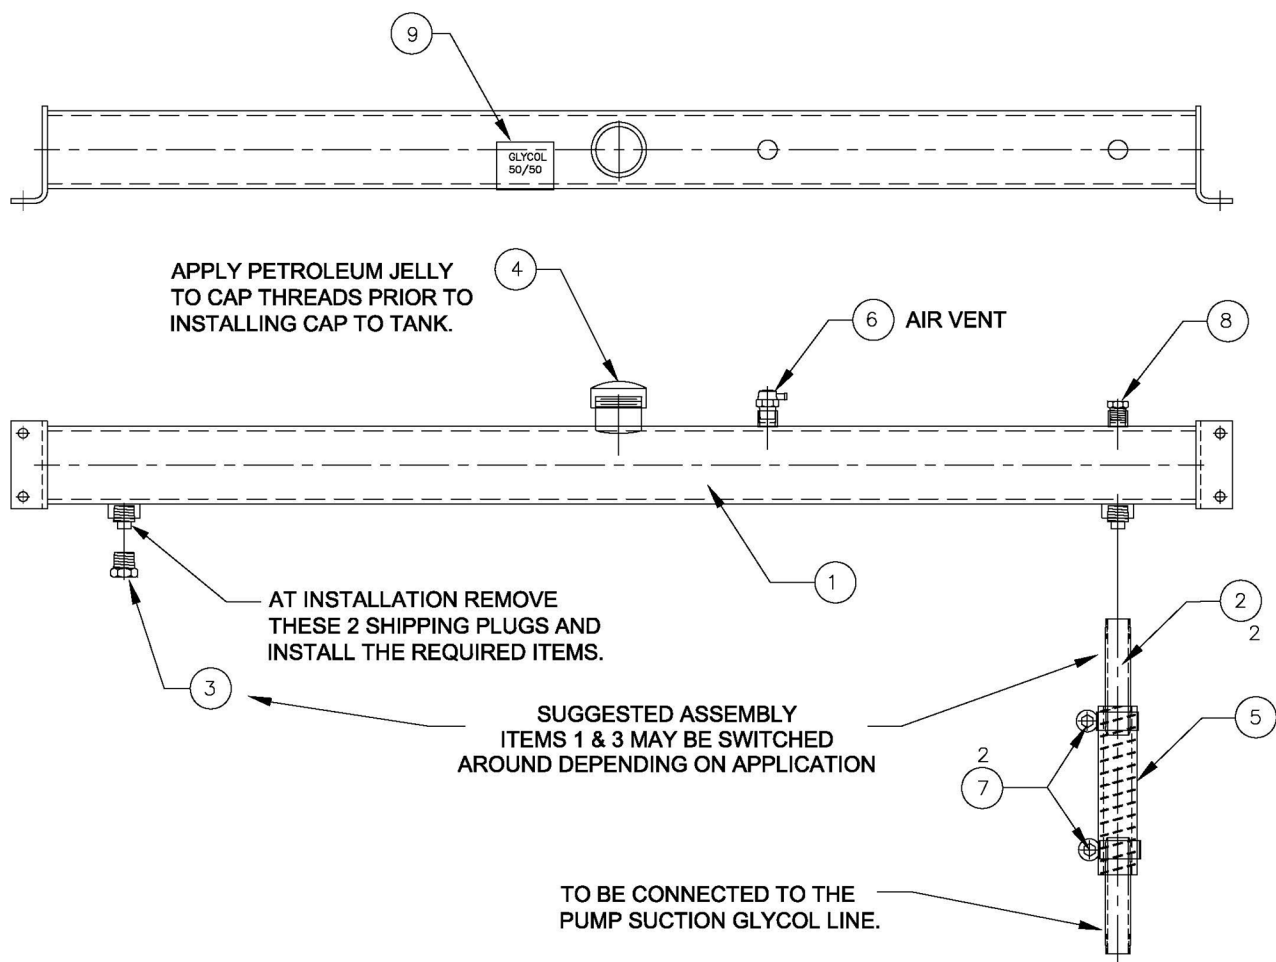 9
GLYCOL
50/50
APPLY PETROLEUM JELLY
TO CAP THREADS PRIOR TO
INSTALLING CAP TO TANK.
4
6
AIR VENT
8
1
AT INSTALLATION REMOVE
THESE 2 SHIPPING PLUGS AND
INSTALL THE REQUIRED ITEMS.
2
2
3
SUGGESTED ASSEMBLY
ITEMS 1 & 3 MAY BE SWITCHED
AROUND DEPENDING ON APPLICATION
5
2
7
TO BE CONNECTED TO THE
PUMP SUCTION GLYCOL LINE.